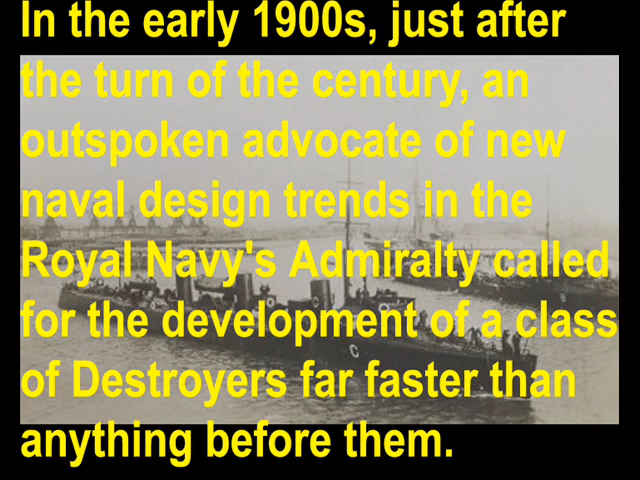 In the early 1900s, just after
the turn of the century, an
outspoken advocate of new
naval design trends in the
Royal Navy's Admiralty called
for the development of a class
of Destroyers far faster than
anything before them.
C
C